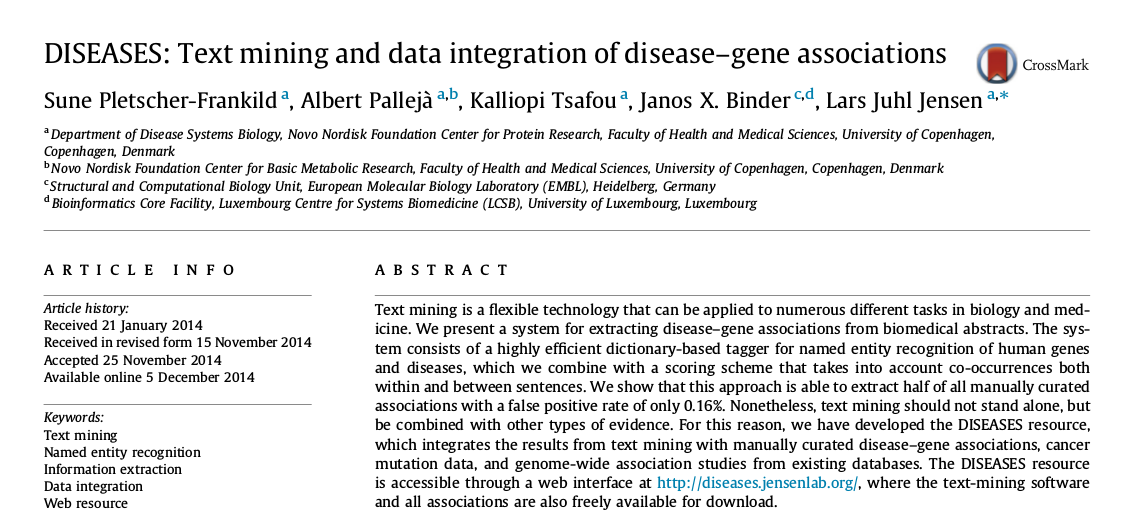 DISEASES: Text mining and data integration of disease–gene associations
CrossMark
Sune Pletscher-Frankild a, Albert Pallejà a,b, Kalliopi Tsafou a, Janos X. Binder c,d, Lars Juhl Jensen a,*
a Department of Disease Systems Biology, Novo Nordisk Foundation Center for Protein Research, Faculty of Health and Medical Sciences, University of Copenhagen,
Copenhagen, Denmark
b Novo Nordisk Foundation Center for Basic Metabolic Research, Faculty of Health and Medical Sciences, University of Copenhagen, Copenhagen, Denmark
c Structural and Computational Biology Unit, European Molecular Biology Laboratory (EMBL), Heidelberg, Germany
d Bioinformatics Core Facility, Luxembourg Centre for Systems Biomedicine (LCSB), University of Luxembourg, Luxembourg
ARTICLE INFO
Article history:
Received 21 January 2014
Received in revised form 15 November 2014
Accepted 25 November 2014
Available online 5 December 2014
Keywords:
Text mining
Named entity recognition
Information extraction
Data integration
Web resource
ABSTRACT
Text mining is a flexible technology that can be applied to numerous different tasks in biology and med-
icine. We present a system for extracting disease–gene associations from biomedical abstracts. The sys-
tem consists of a highly efficient dictionary-based tagger for named entity recognition of human genes
and diseases, which we combine with a scoring scheme that takes into account co-occurrences both
within and between sentences. We show that this approach is able to extract half of all manually curated
associations with a false positive rate of only 0.16%. Nonetheless, text mining should not stand alone, but
be combined with other types of evidence. For this reason, we have developed the DISEASES resource,
which integrates the results from text mining with manually curated disease–gene associations, cancer
mutation data, and genome-wide association studies from existing databases. The DISEASES resource
is accessible through a web interface at http://diseases.jensenlab.org/, where the text-mining software
and all associations are also freely available for download.